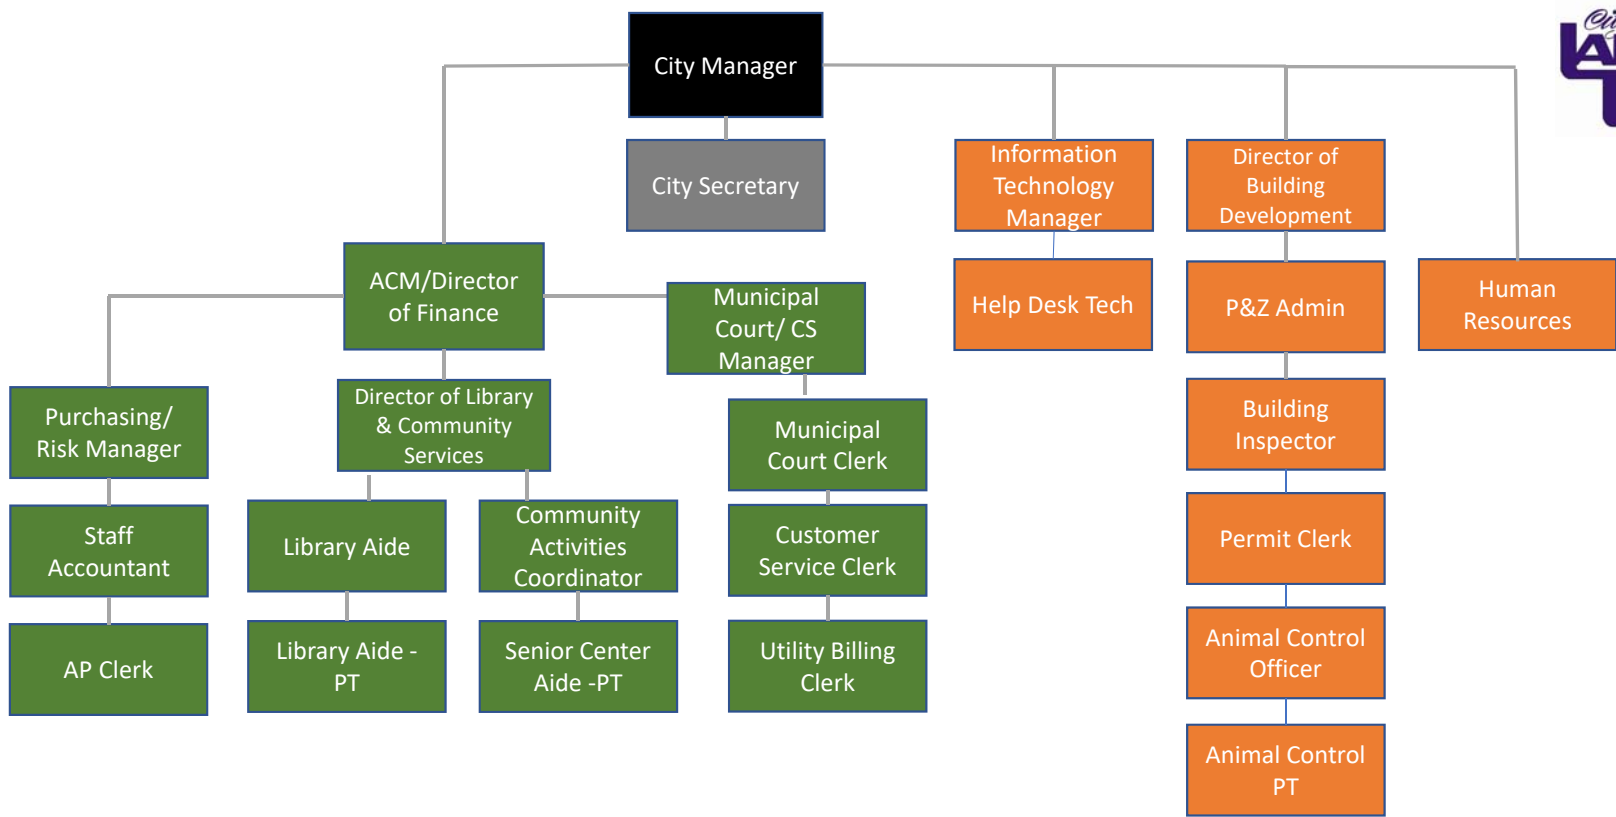 City Manager
City Secretary
Information
Technology
Manager
Director of
Building
Development
ACM/Director
of Finance
Municipal
Court/ CS
Manager
Help Desk Tech
P&Z Admin
Human
Resources
Purchasing/
Risk Manager
Director of Library
& Community
Services
Municipal
Court Clerk
Building
Inspector
Staff
Accountant
Library Aide
Community
Activities
Coordinator
Customer
Service Clerk
Permit Clerk
AP Clerk
Library Aide -
PT
Senior Center
Aide -PT
Utility Billing
Clerk
Animal Control
Officer
Animal Control
PT